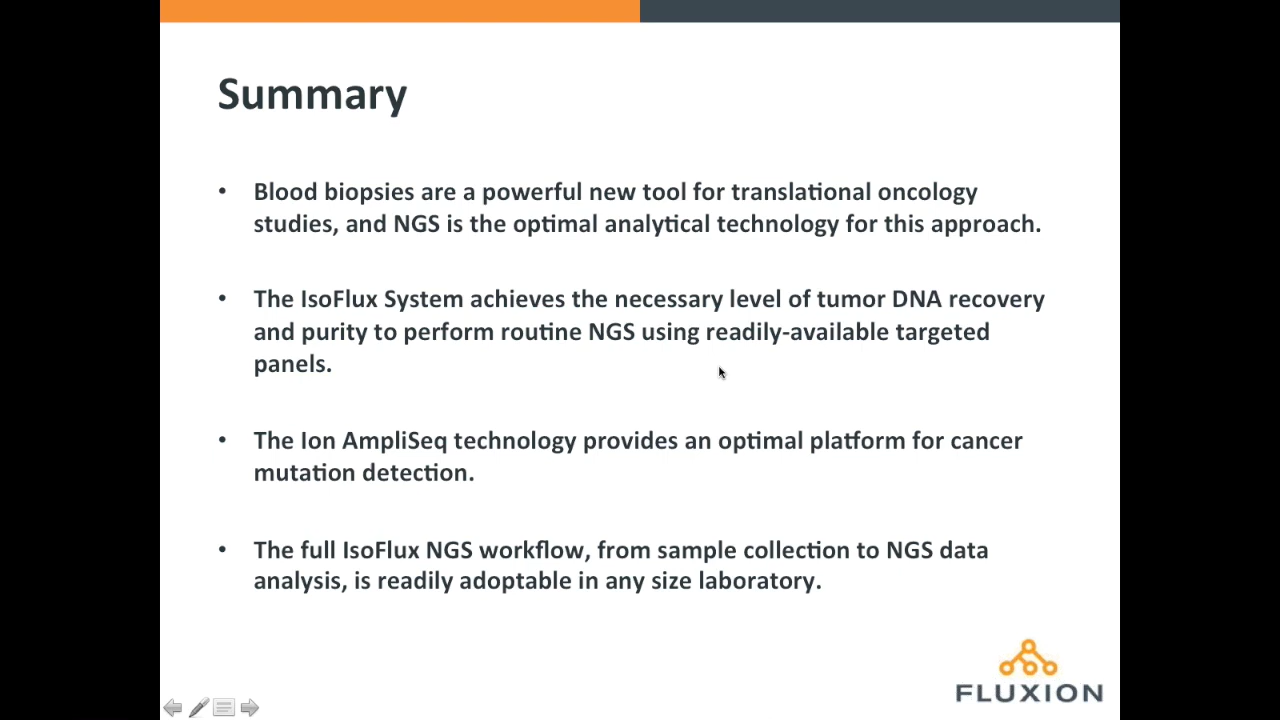 Summary
• Blood biopsies are a powerful new tool for translational oncology
studies, and NGS is the optimal analytical technology for this approach.
• The IsoFlux System achieves the necessary level of tumor DNA recovery
and purity to perform routine NGS using readily-available targeted
panels.
• The Ion AmpliSeq technology provides an optimal platform for cancer
mutation detection.
• The full IsoFlux NGS workflow, from sample collection to NGS data
analysis, is readily adoptable in any size laboratory.
FLUXION